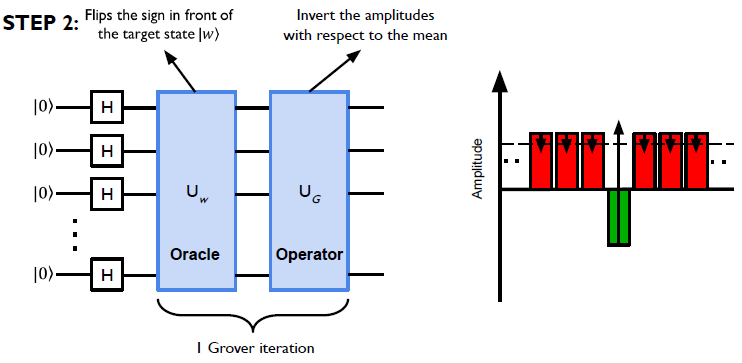 STEP 2:
Flips the sign in front of
the target state |w⟩
Invert the amplitudes
with respect to the mean
|0⟩ H
|0⟩ H
|0⟩ H
|0⟩ H
U_w
Oracle
U_G
Operator
1 Grover iteration
Amplitude